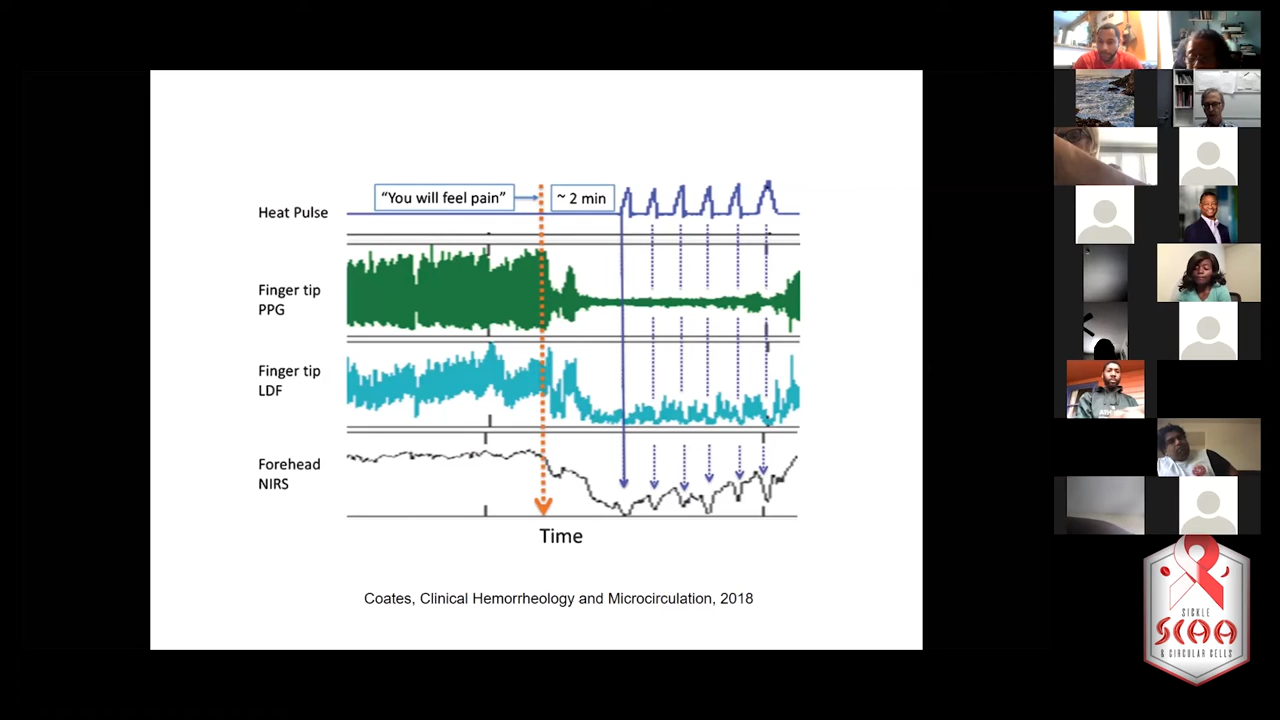 “You will feel pain”
~ 2 min
Heat Pulse
Finger tip
PPG
Finger tip
LDF
Forehead
NIRS
Time
Coates, Clinical Hemorrheology and Microcirculation, 2018
SICKLE
SCAA
& CIRCULAR CELLS